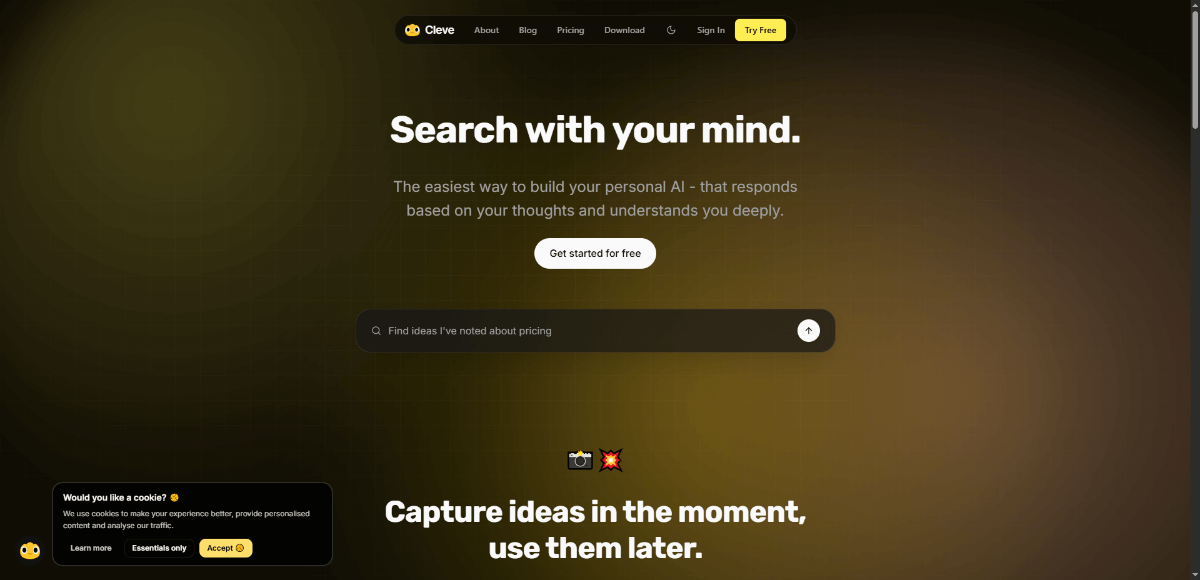 Cleve
About
Blog
Pricing
Download
Sign In
Try Free
Search with your mind.
The easiest way to build your personal AI - that responds
based on your thoughts and understands you deeply.
Get started for free
Find ideas I've noted about pricing
Capture ideas in the moment,
use them later.
Would you like a cookie?
We use cookies to make your experience better, provide personalised
content and analyse our traffic.
Learn more
Essentials only
Accept